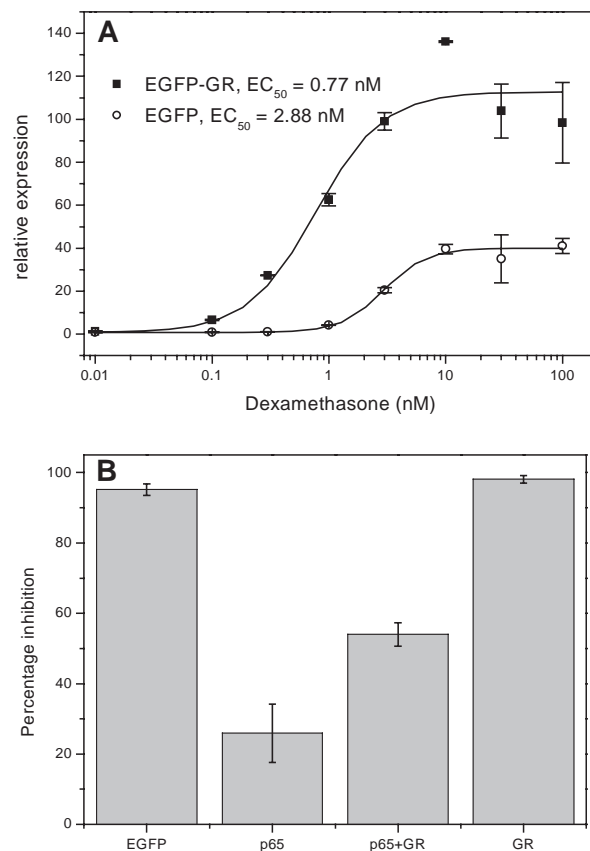 A
140
120
100
80
60
40
20
0
relative expression
EGFP-GR, EC50 = 0.77 nM
EGFP, EC50 = 2.88 nM
0.01 0.1 1 10 100
Dexamethasone (nM)
B
100
80
60
40
20
0
Percentage inhibition
EGFP p65 p65+GR GR